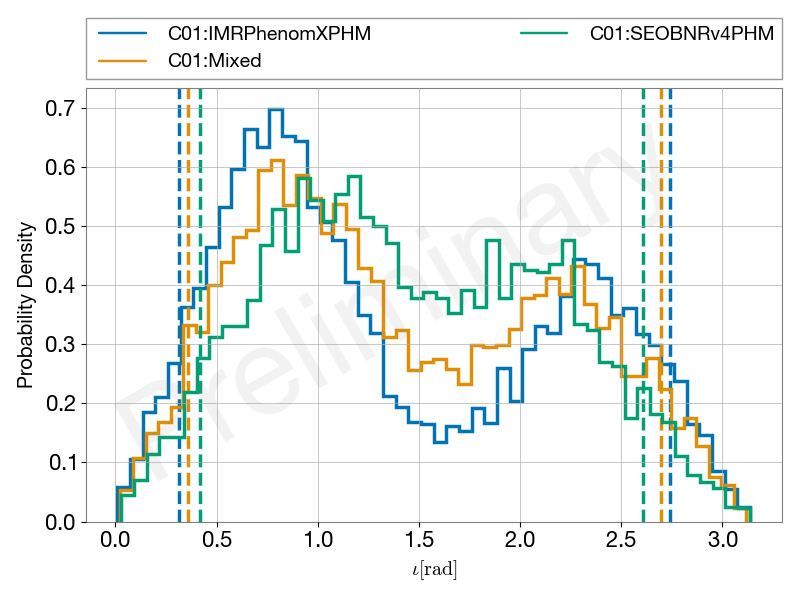 C01:IMRPhenomXPHM C01:SEOBNRv4PHM
C01:Mixed
Probability Density
0.7
0.6
0.5
0.4
0.3
0.2
0.1
0.0
Preliminary
0.0 0.5 1.0 1.5 2.0 2.5 3.0
ι[rad]